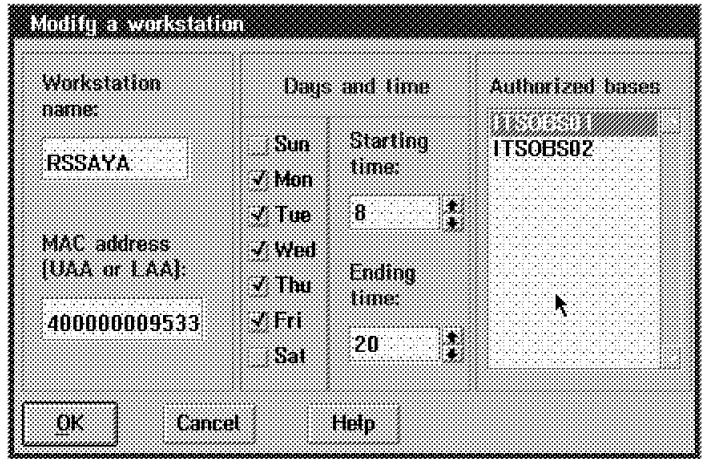 Modify a workstation
Workstation
name:
RSSAYA
MAC address
(UAA or LAA):
400000009533
Days and time
Sun
Mon
Tue
Wed
Thu
Fri
Sat
Starting
time:
8
Ending
time:
20
Authorized bases
ITSOBS01
ITSOBS02
OK
Cancel
Help